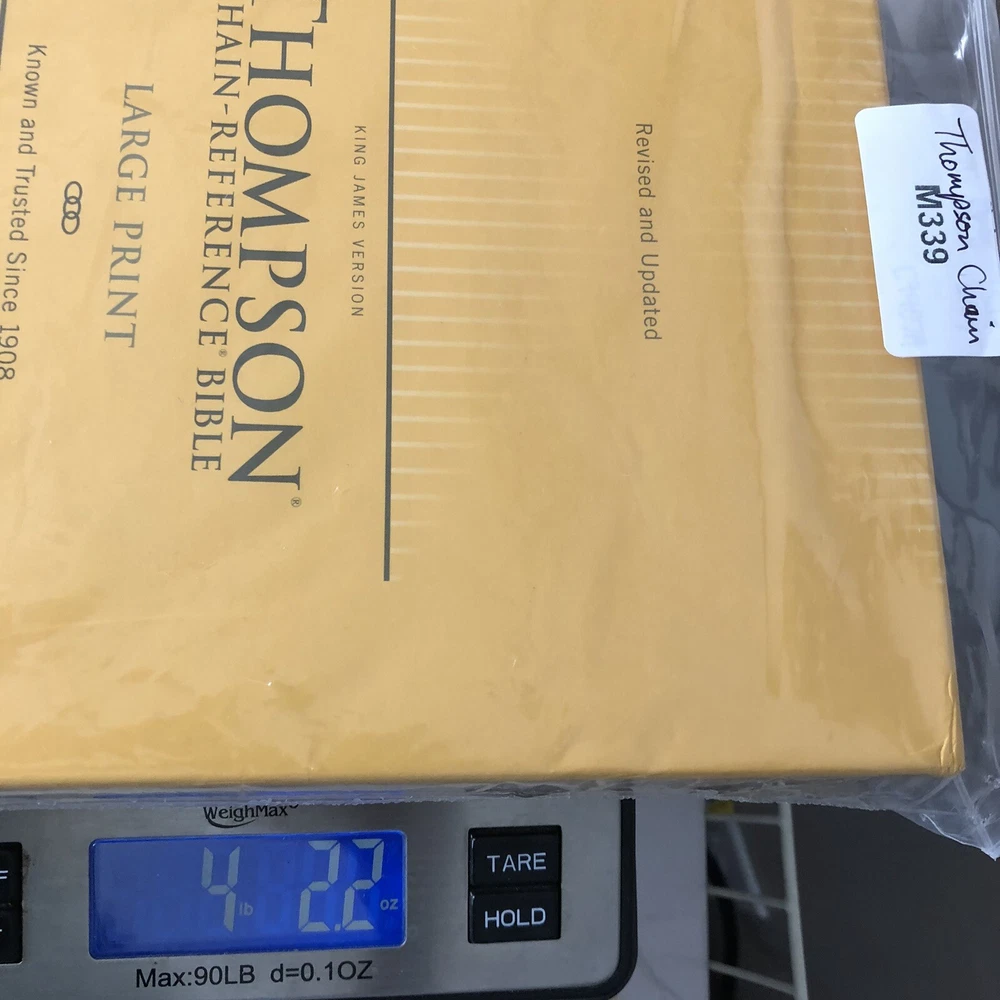 Revised and Updated
KING JAMES VERSION
THOMPSON®
HAIN-REFERENCE® BIBLE
LARGE PRINT
Known and Trusted Since 1908
Thompson Chain
M339
WeighMax®
4 lb 2.2 oz
TARE
HOLD
Max:90LB d=0.1OZ